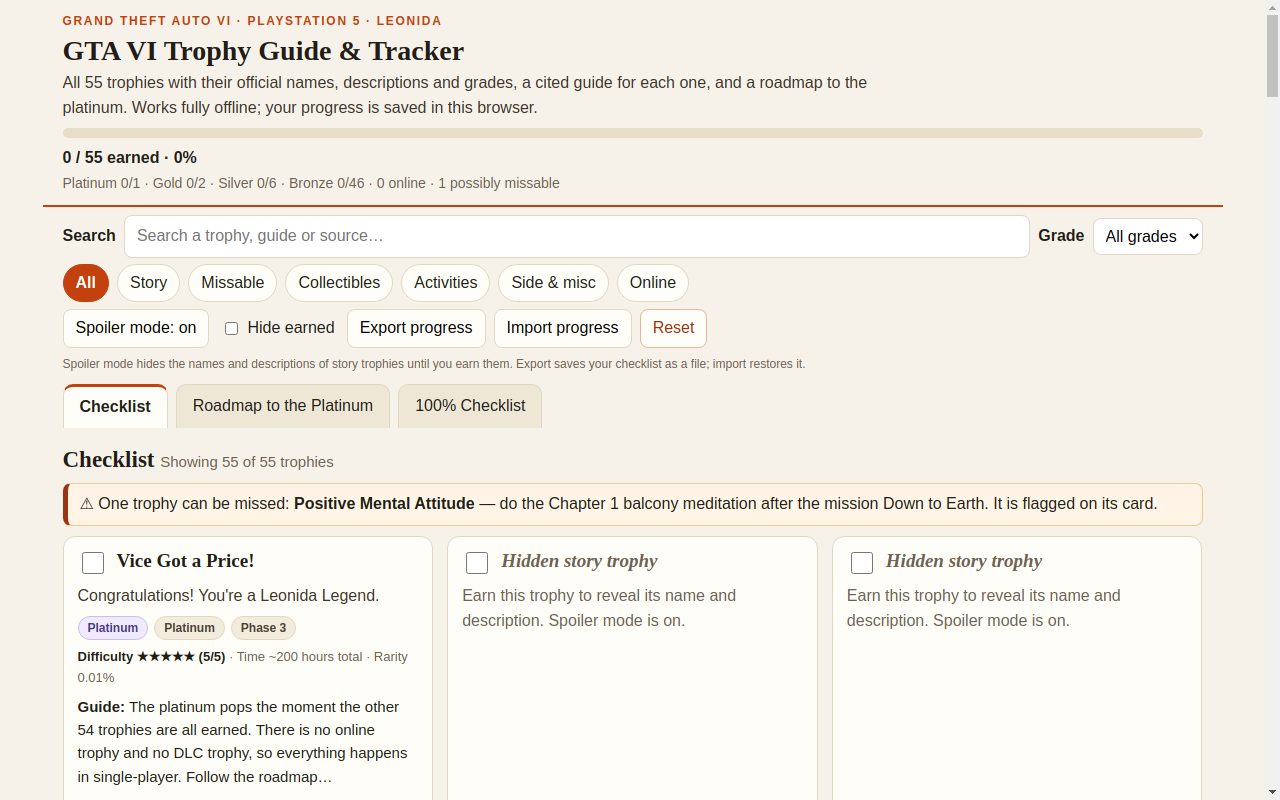 GRAND THEFT AUTO VI · PLAYSTATION 5 · LEONIDA
GTA VI Trophy Guide & Tracker
All 55 trophies with their official names, descriptions and grades, a cited guide for each one, and a roadmap to the
platinum. Works fully offline; your progress is saved in this browser.
0 / 55 earned · 0%
Platinum 0/1 · Gold 0/2 · Silver 0/6 · Bronze 0/46 · 0 online · 1 possibly missable
Search Search a trophy, guide or source… Grade All grades
All Story Missable Collectibles Activities Side & misc Online
Spoiler mode: on Hide earned Export progress Import progress Reset
Spoiler mode hides the names and descriptions of story trophies until you earn them. Export saves your checklist as a file; import restores it.
Checklist Roadmap to the Platinum 100% Checklist
Checklist Showing 55 of 55 trophies
⚠ One trophy can be missed: Positive Mental Attitude — do the Chapter 1 balcony meditation after the mission Down to Earth. It is flagged on its card.
Vice Got a Price!
Congratulations! You're a Leonida Legend.
Platinum Platinum Phase 3
Difficulty ★★★★★ (5/5) · Time ~200 hours total · Rarity
0.01%
Guide: The platinum pops the moment the other
54 trophies are all earned. There is no online
trophy and no DLC trophy, so everything happens
in single-player. Follow the roadmap…
Hidden story trophy
Earn this trophy to reveal its name and
description. Spoiler mode is on.
Hidden story trophy
Earn this trophy to reveal its name and
description. Spoiler mode is on.